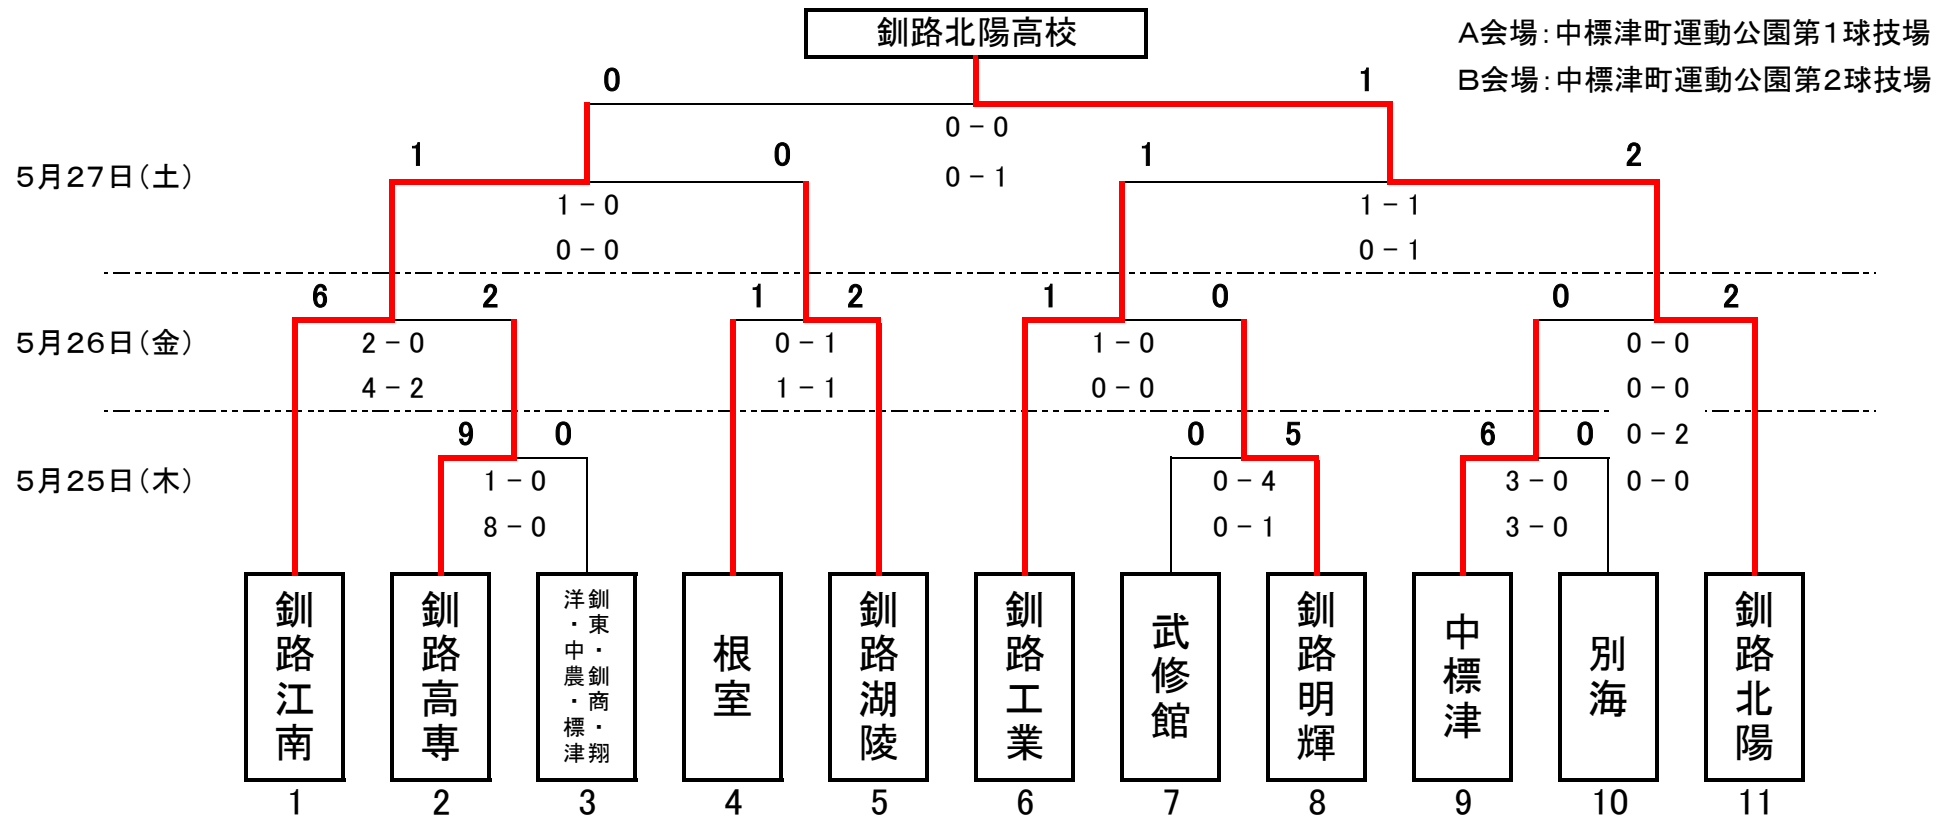 釧路北陽高校
A会場：中標津町運動公園第1球技場
B会場：中標津町運動公園第2球技場
0 1
0－0
0－1
5月27日（土）
1 0 1 2
1－0 1－1
0－0 0－1
6 2 1 2 1 0 0 2
5月26日（金）
2－0 0－1 1－0 0－0
4－2 1－1 0－0 0－0
9 0 0 5 6 0 0－2
5月25日（木）
1－0 0－4 3－0 0－0
8－0 0－1 3－0
釧路江南
釧路高専
釧東・釧商・翔
洋・中農・標津
根室
釧路湖陵
釧路工業
武修館
釧路明輝
中標津
別海
釧路北陽
1 2 3 4 5 6 7 8 9 10 11